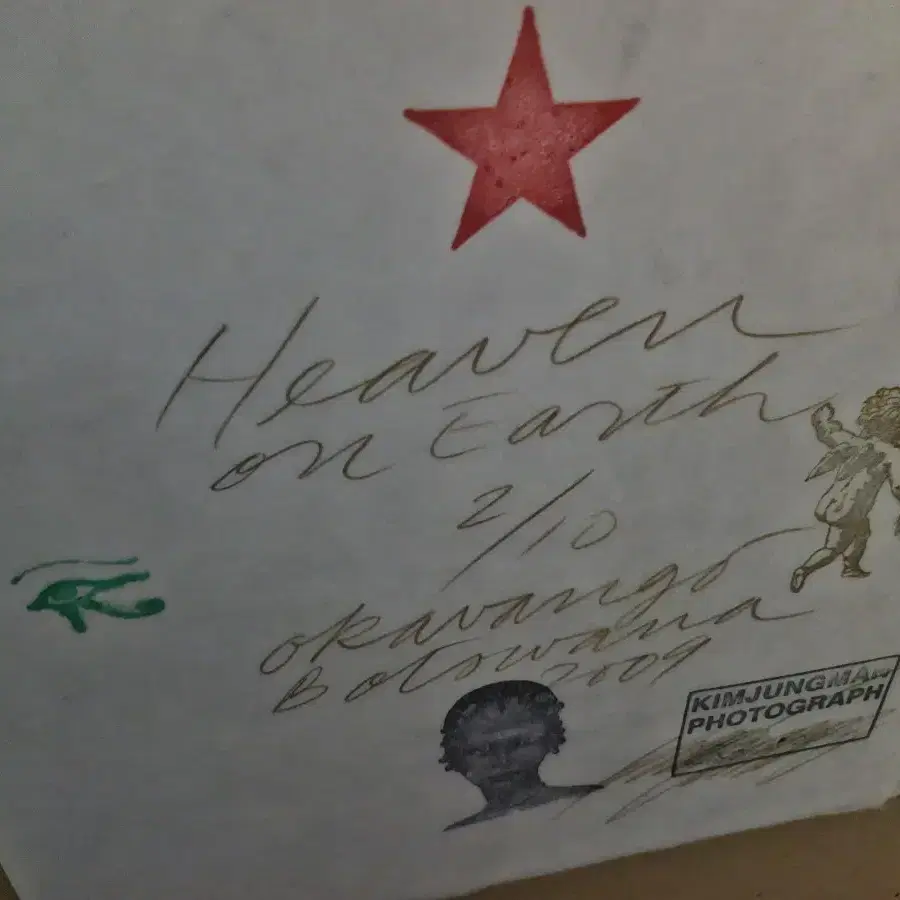 Heaven
on Earth
2/10
Okavango
Botswana
2009
KIMJUNGMAN
PHOTOGRAPH